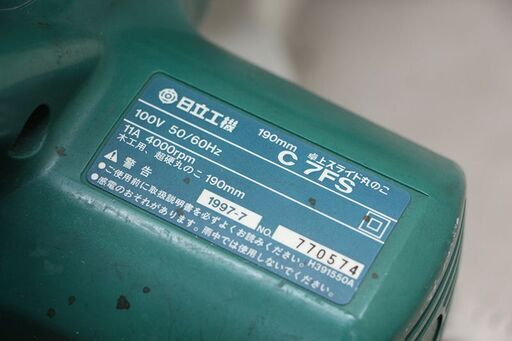 日立工機
190mm 卓上スライド丸のこ
C 7FS
100V 50/60Hz
11A 4000rpm
木工用、超硬丸のこ 190mm
⚠ 警告
●ご使用前に取扱説明書を必ずよくお読みください。
●感電のおそれがあります。雨中では使用しないでください。
1997-7
NO. 770574
H391550A